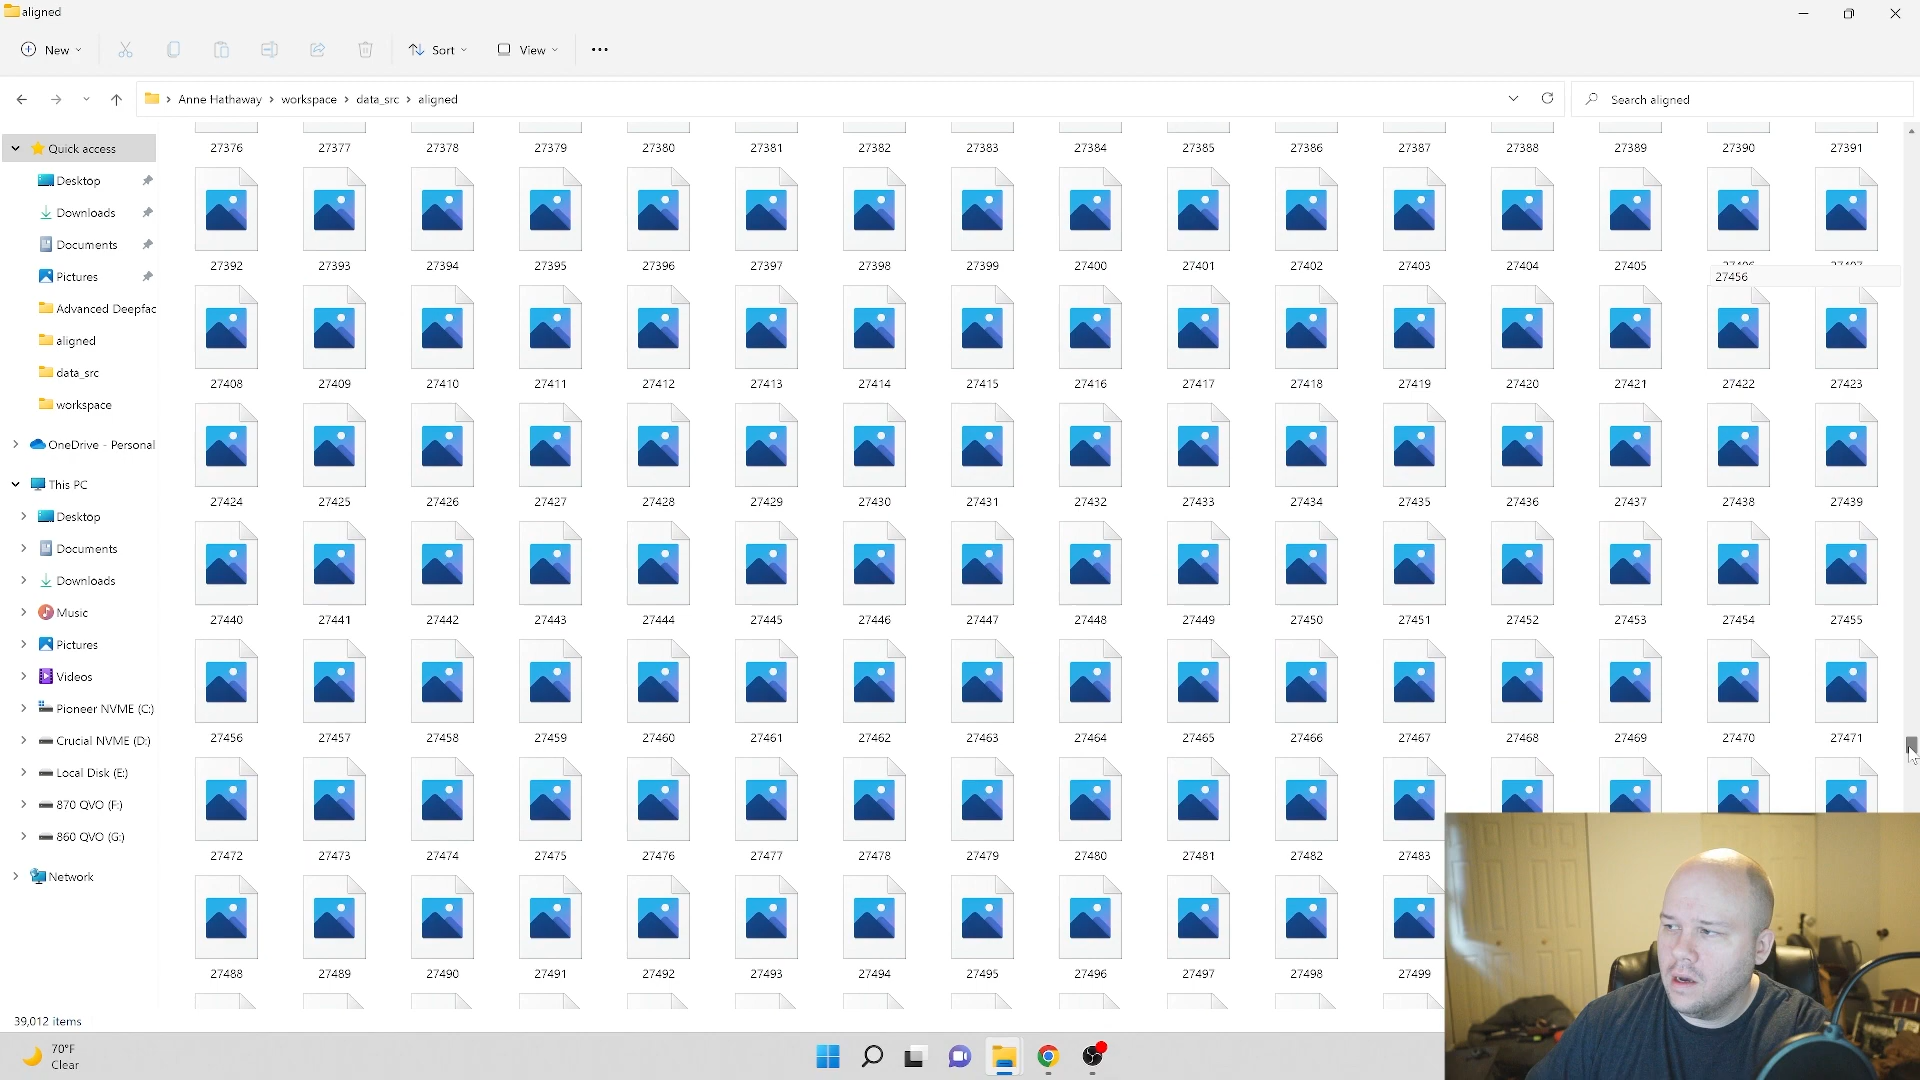 aligned
New
Sort
View
Anne Hathaway > workspace > data_src > aligned
Search aligned
Quick access
Desktop
Downloads
Documents
Pictures
Advanced Deepfac
aligned
data_src
workspace
OneDrive - Personal
This PC
Desktop
Documents
Downloads
Music
Pictures
Videos
Pioneer NVME (C:)
Crucial NVME (D:)
Local Disk (E:)
870 QVO (F:)
860 QVO (G:)
Network
27376 27377 27378 27379 27380 27381 27382 27383 27384 27385 27386 27387 27388 27389 27390 27391
27392 27393 27394 27395 27396 27397 27398 27399 27400 27401 27402 27403 27404 27405
27456
27408 27409 27410 27411 27412 27413 27414 27415 27416 27417 27418 27419 27420 27421 27422 27423
27424 27425 27426 27427 27428 27429 27430 27431 27432 27433 27434 27435 27436 27437 27438 27439
27440 27441 27442 27443 27444 27445 27446 27447 27448 27449 27450 27451 27452 27453 27454 27455
27456 27457 27458 27459 27460 27461 27462 27463 27464 27465 27466 27467 27468 27469 27470 27471
27472 27473 27474 27475 27476 27477 27478 27479 27480 27481 27482 27483
27488 27489 27490 27491 27492 27493 27494 27495 27496 27497 27498 27499
39,012 items
70°F
Clear